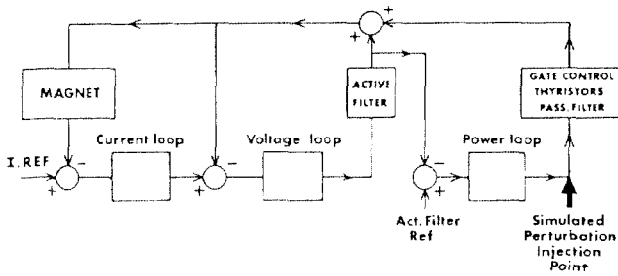 +
+
MAGNET
ACTIVE
FILTER
GATE CONTROL
THYRISTORS
PASS. FILTER
Current loop
Voltage loop
Power loop
I. REF
-
+
-
+
-
+
+
Act. Filter
Ref
Simulated
Perturbation
Injection
Point